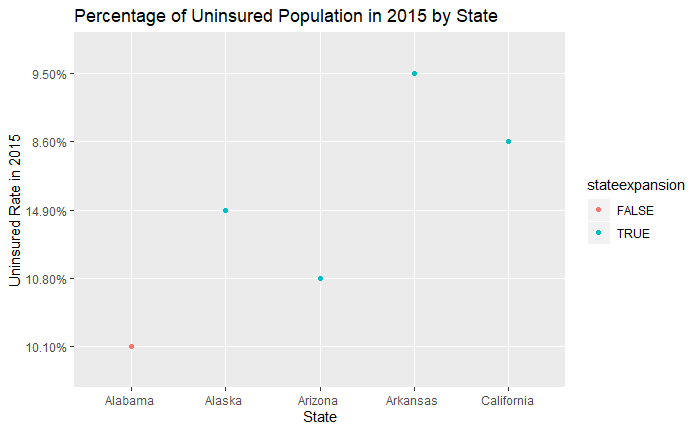 Percentage of Uninsured Population in 2015 by State
Uninsured Rate in 2015
9.50%
8.60%
14.90%
10.80%
10.10%
Alabama Alaska Arizona Arkansas California
State
stateexpansion
FALSE
TRUE